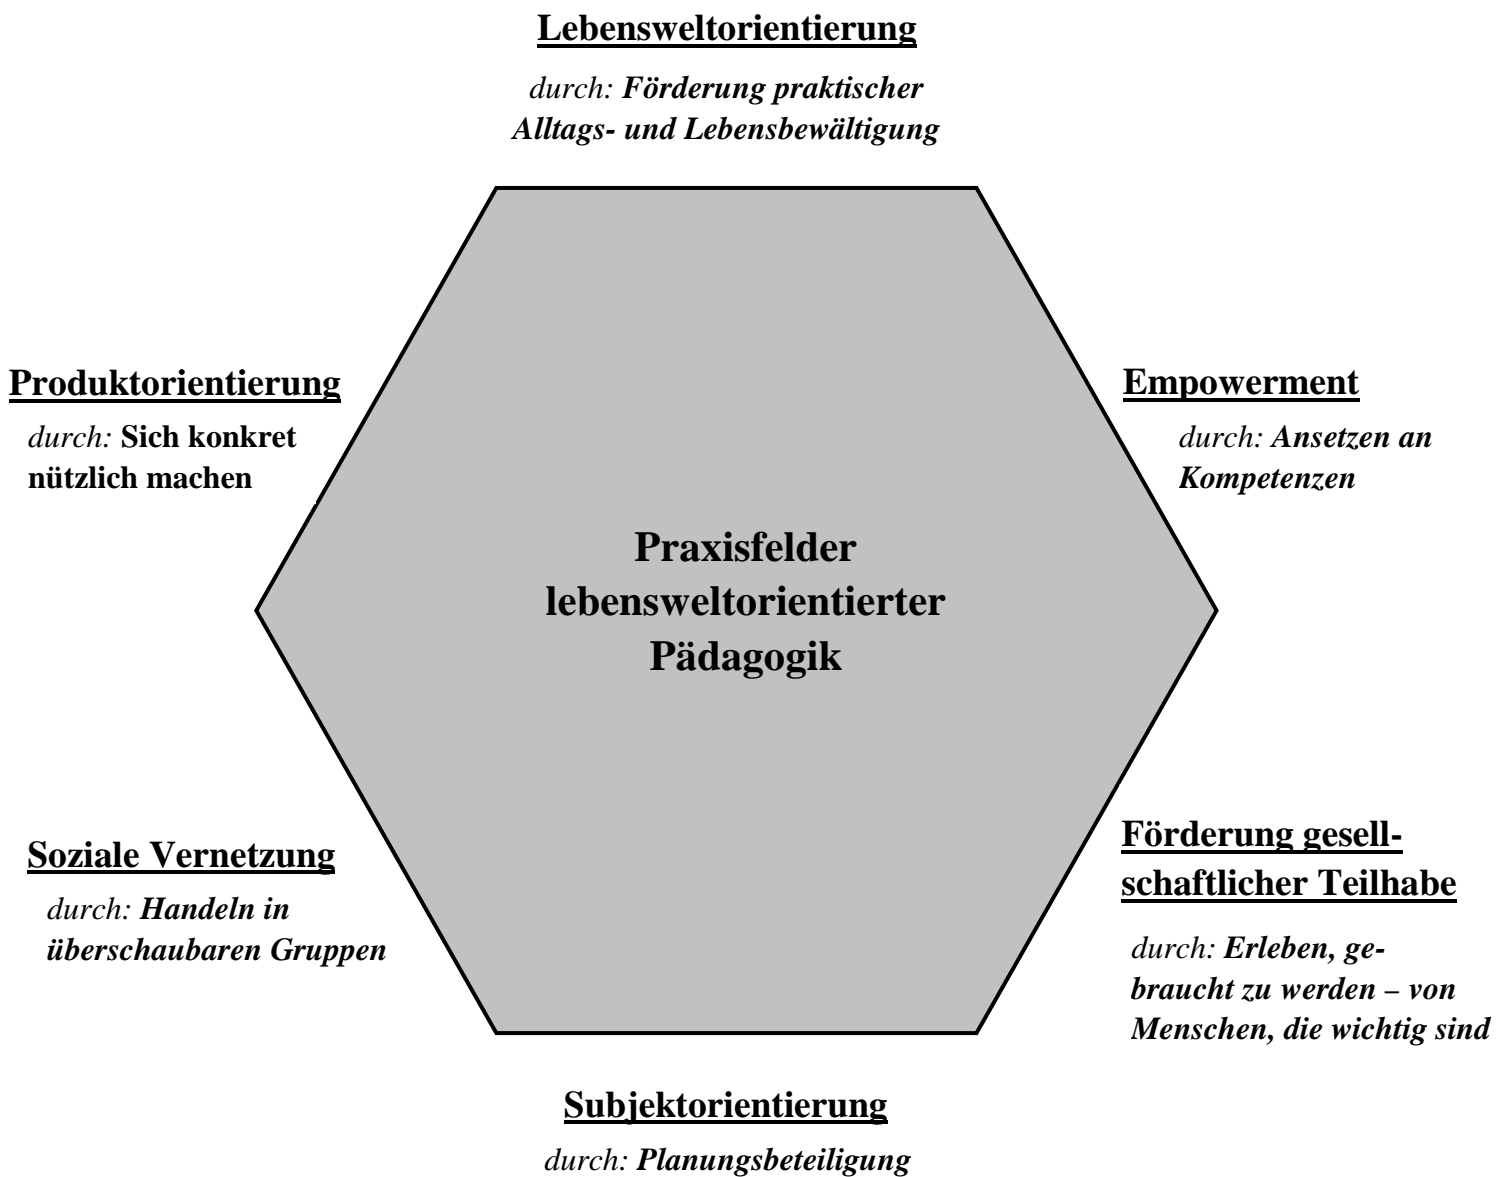 Lebensweltorientierung
durch: Förderung praktischer
Alltags- und Lebensbewältigung
Produktorientierung
durch: Sich konkret
nützlich machen
Empowerment
durch: Ansetzen an
Kompetenzen
Praxisfelder
lebensweltorientierter
Pädagogik
Soziale Vernetzung
durch: Handeln in
überschaubaren Gruppen
Förderung gesell-
schaftlicher Teilhabe
durch: Erleben, ge-
braucht zu werden – von
Menschen, die wichtig sind
Subjektorientierung
durch: Planungsbeteiligung